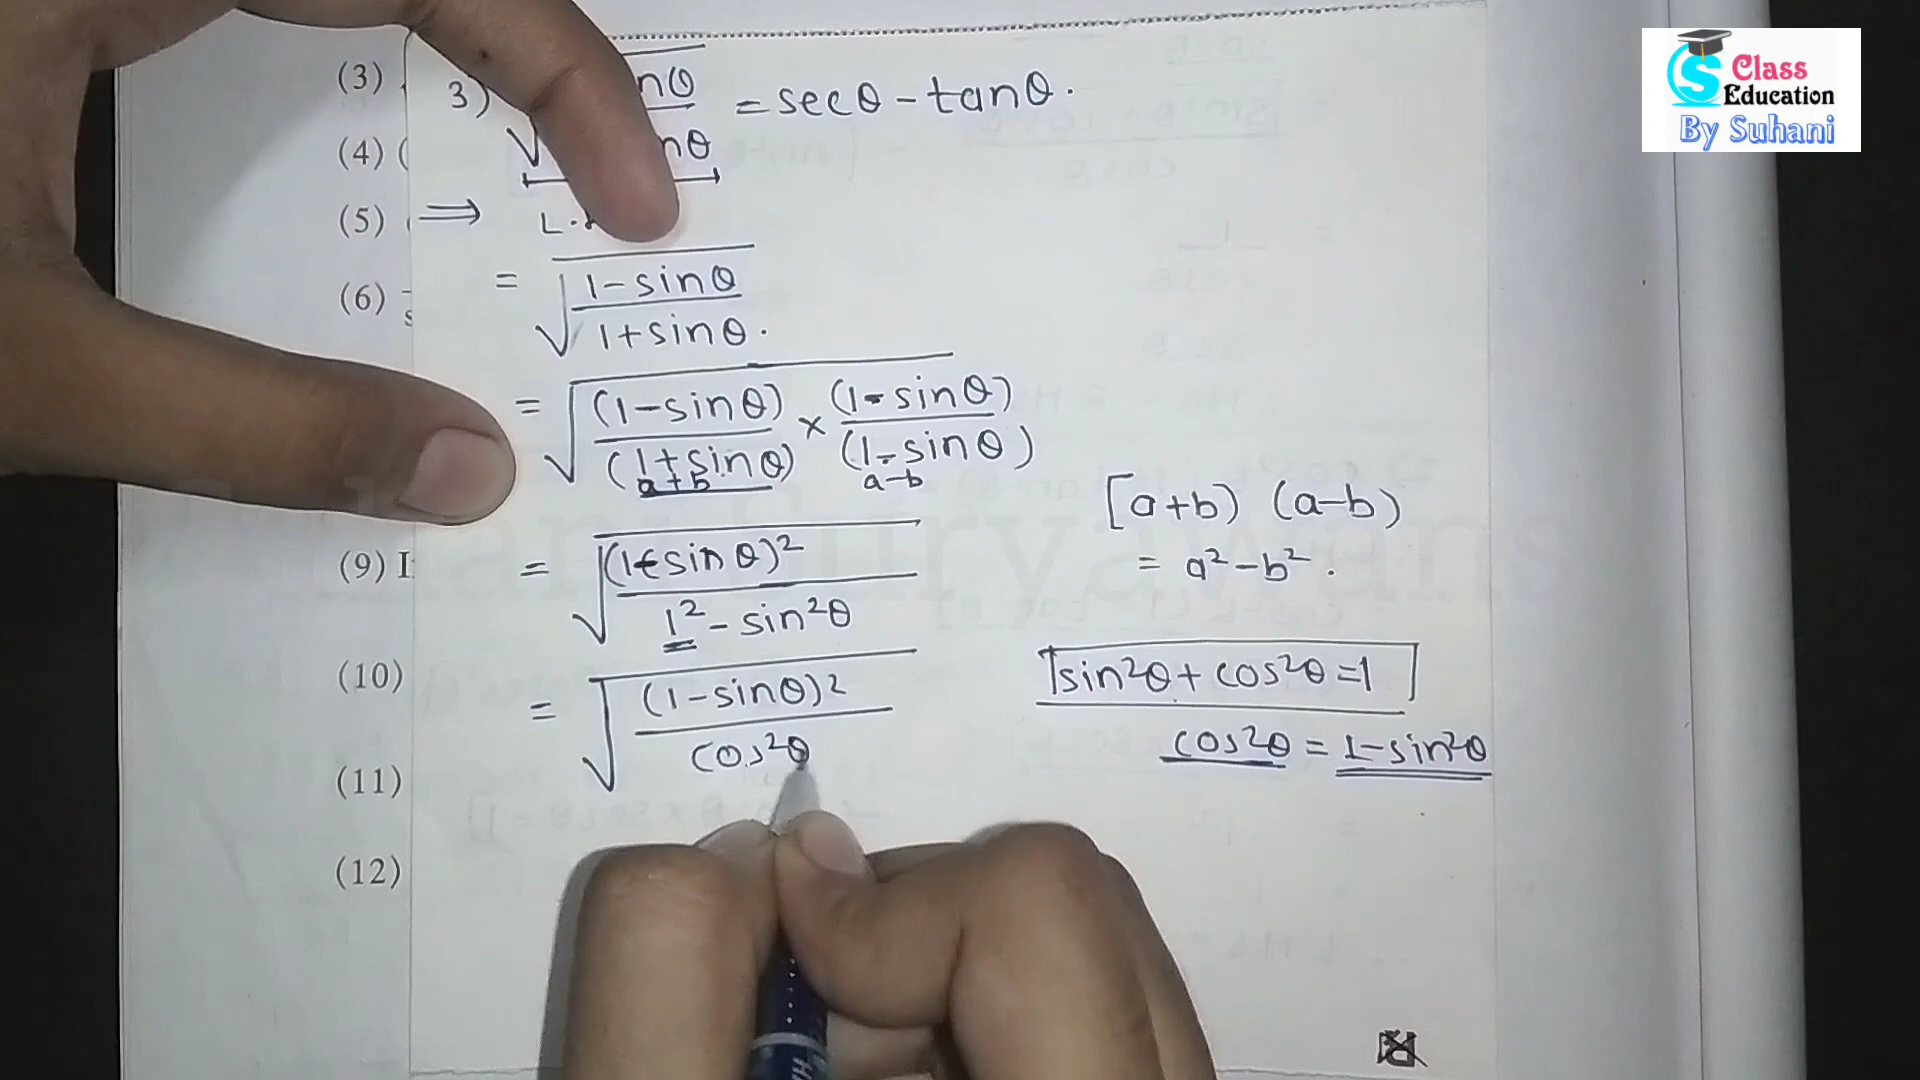 Class
Education
By Suhani
(3)
(4) (
(5)
(6)
(9) I
(10)
(11)
(12)
3) nθ = secθ - tanθ.
nθ
⇒ L.
= √(1-sinθ / 1+sinθ.)
= √((1-sinθ) / (1+sinθ) × (1-sinθ) / (1-sinθ))
a+b a-b
[a+b) (a-b)
= a²-b².
= √((1-sinθ)² / 1²-sin²θ)
sin²θ + cos²θ = 1
= √((1-sinθ)² / cos²θ)
cos²θ = 1-sin²θ